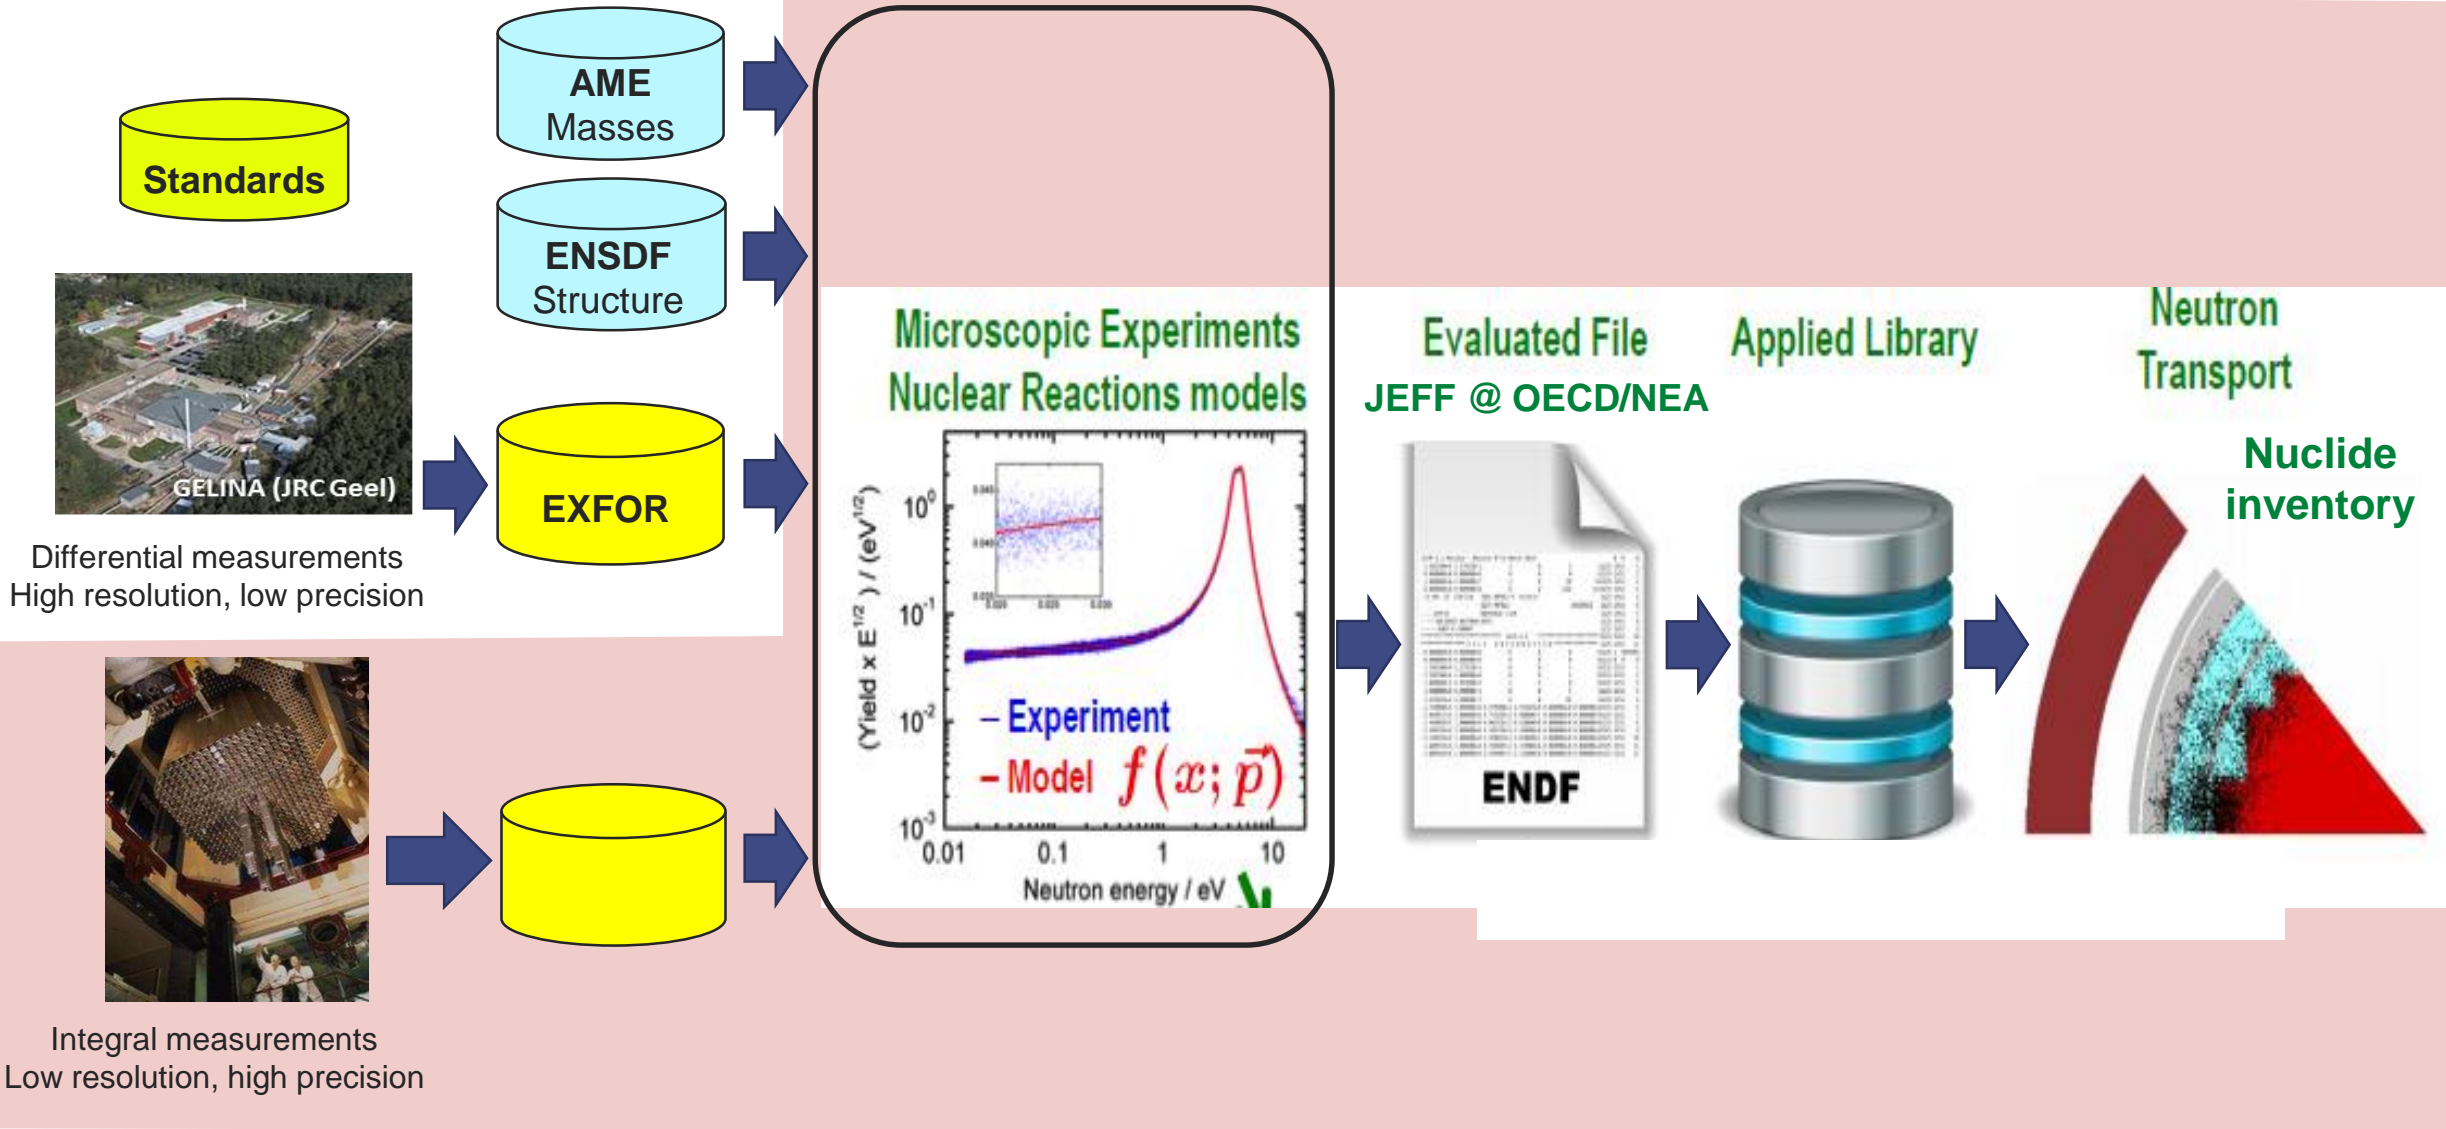 AME
Masses
Standards
ENSDF
Structure
GELINA (JRC Geel)
EXFOR
Differential measurements
High resolution, low precision
Integral measurements
Low resolution, high precision
Microscopic Experiments
Nuclear Reactions models
(Yield x E^1/2) / (eV^1/2)
10^0
10^-1
10^-2
10^-3
0.01 0.1 1 10
Neutron energy / eV
– Experiment
– Model f(x; p⃗)
Evaluated File
JEFF @ OECD/NEA
ENDF
Applied Library
Neutron
Transport
Nuclide
inventory